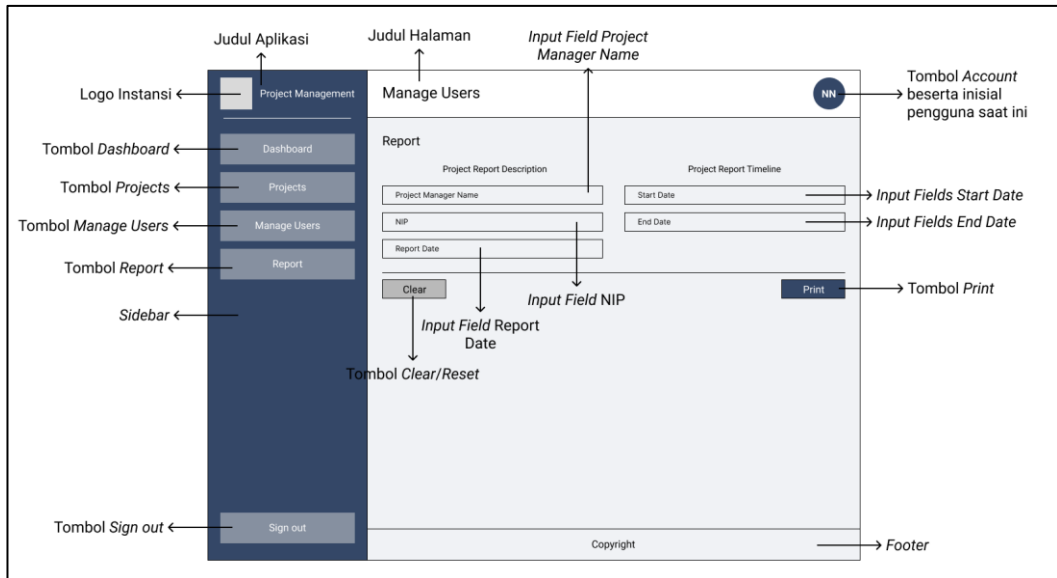 Judul Aplikasi
Judul Halaman
Input Field Project
Manager Name
Logo Instansi
Project Management
Manage Users
NN
Tombol Account
beserta inisial
pengguna saat ini
Tombol Dashboard
Dashboard
Tombol Projects
Projects
Tombol Manage Users
Manage Users
Tombol Report
Report
Sidebar
Report
Project Report Description
Project Report Timeline
Project Manager Name
Start Date
Input Fields Start Date
NIP
End Date
Input Fields End Date
Report Date
Clear
Print
Tombol Print
Input Field NIP
Input Field Report
Date
Tombol Clear/Reset
Tombol Sign out
Sign out
Copyright
Footer